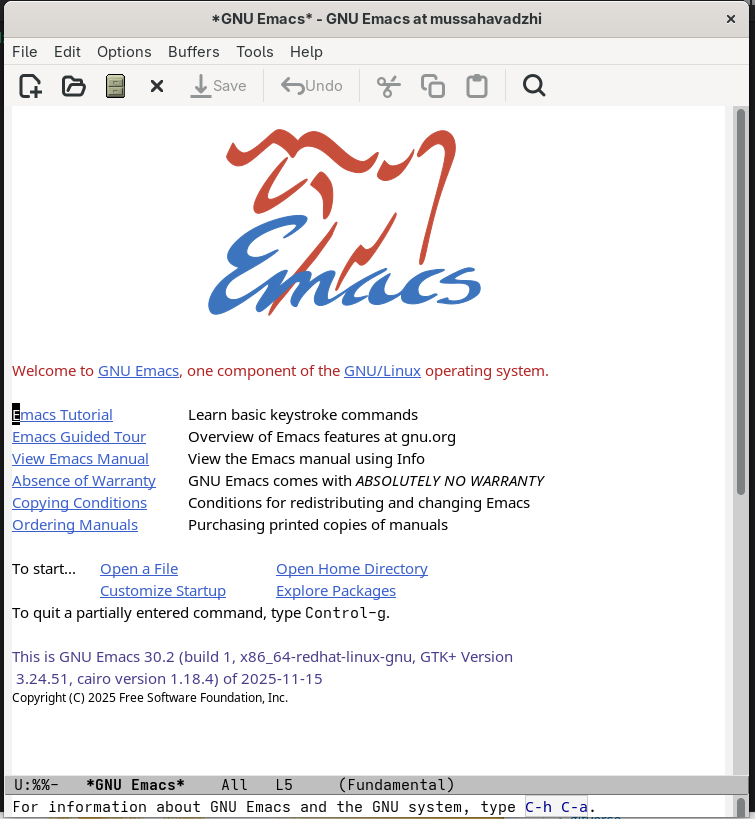 *GNU Emacs* - GNU Emacs at mussahavadzhi
File Edit Options Buffers Tools Help
Save Undo
Emacs
Welcome to GNU Emacs, one component of the GNU/Linux operating system.
Emacs Tutorial Learn basic keystroke commands
Emacs Guided Tour Overview of Emacs features at gnu.org
View Emacs Manual View the Emacs manual using Info
Absence of Warranty GNU Emacs comes with ABSOLUTELY NO WARRANTY
Copying Conditions Conditions for redistributing and changing Emacs
Ordering Manuals Purchasing printed copies of manuals
To start... Open a File Open Home Directory
Customize Startup Explore Packages
To quit a partially entered command, type Control-g.
This is GNU Emacs 30.2 (build 1, x86_64-redhat-linux-gnu, GTK+ Version
3.24.51, cairo version 1.18.4) of 2025-11-15
Copyright (C) 2025 Free Software Foundation, Inc.
U:%%- *GNU Emacs* All L5 (Fundamental)
For information about GNU Emacs and the GNU system, type C-h C-a.